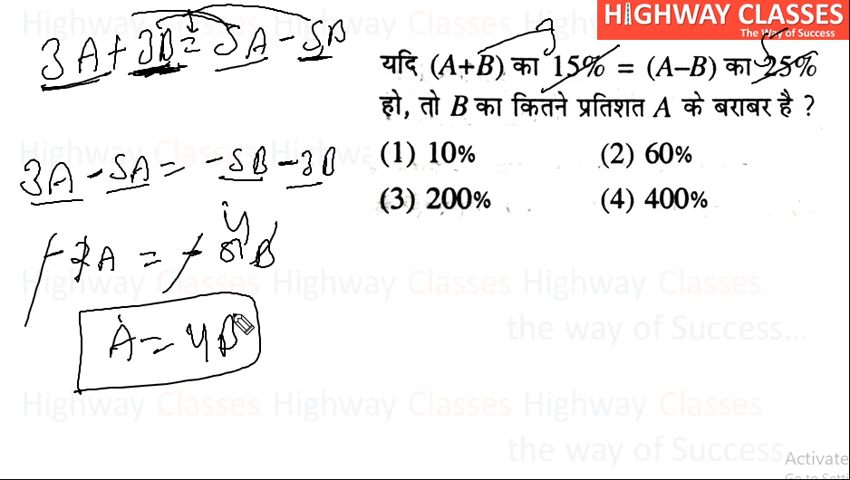 HIGHWAY CLASSES
The Way of Success
3A + 3B = 5A - 5B
यदि (A+B) का 15% = (A–B) का 25%
हो, तो B का कितने प्रतिशत A के बराबर है ?
(1) 10% (2) 60%
(3) 200% (4) 400%
3A - 5A = -5B - 3B
-2A = -8B
4
A = 4B
Highway Classes Highway Classes Highway Classes
the way of Success...
Highway Classes Highway Classes Highway Classes
the way of Success
Activate